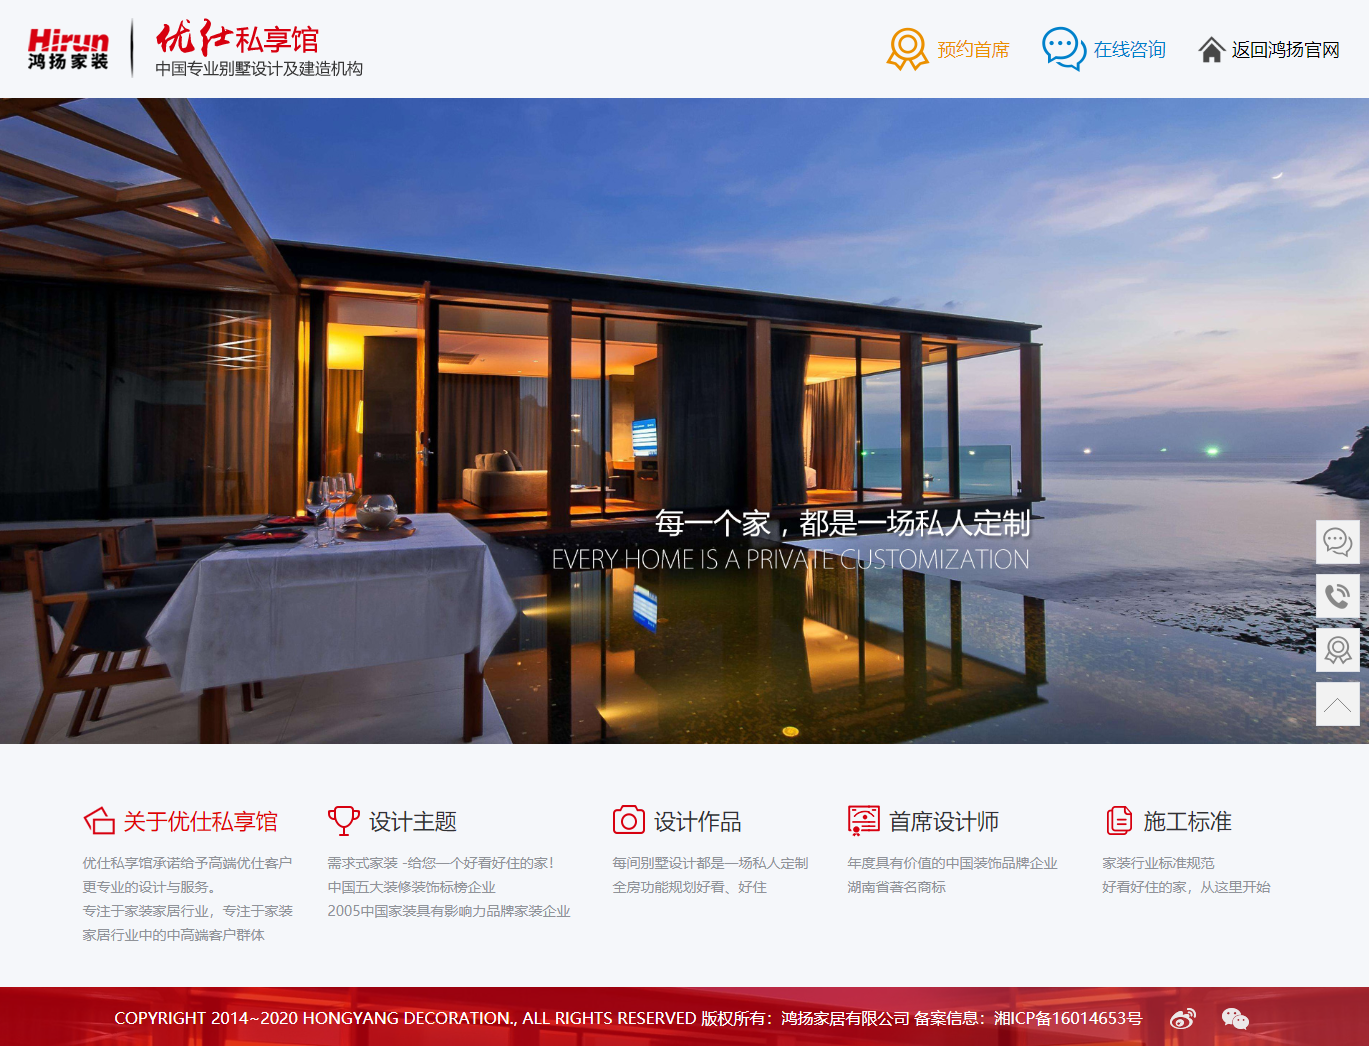 Hirun
鸿扬家装
优仕私享馆
中国专业别墅设计及建造机构
预约首席
在线咨询
返回鸿扬官网
每一个家，都是一场私人定制
EVERY HOME IS A PRIVATE CUSTOMIZATION
关于优仕私享馆
优仕私享馆承诺给予高端优仕客户
更专业的设计与服务。
专注于家装家居行业，专注于家装
家居行业中的中高端客户群体
设计主题
需求式家装 -给您一个好看好住的家！
中国五大装修装饰标榜企业
2005中国家装具有影响力品牌家装企业
设计作品
每间别墅设计都是一场私人定制
全房功能规划好看、好住
首席设计师
年度具有价值的中国装饰品牌企业
湖南省著名商标
施工标准
家装行业标准规范
好看好住的家，从这里开始
COPYRIGHT 2014~2020 HONGYANG DECORATION., ALL RIGHTS RESERVED 版权所有：鸿扬家居有限公司 备案信息：湘ICP备16014653号